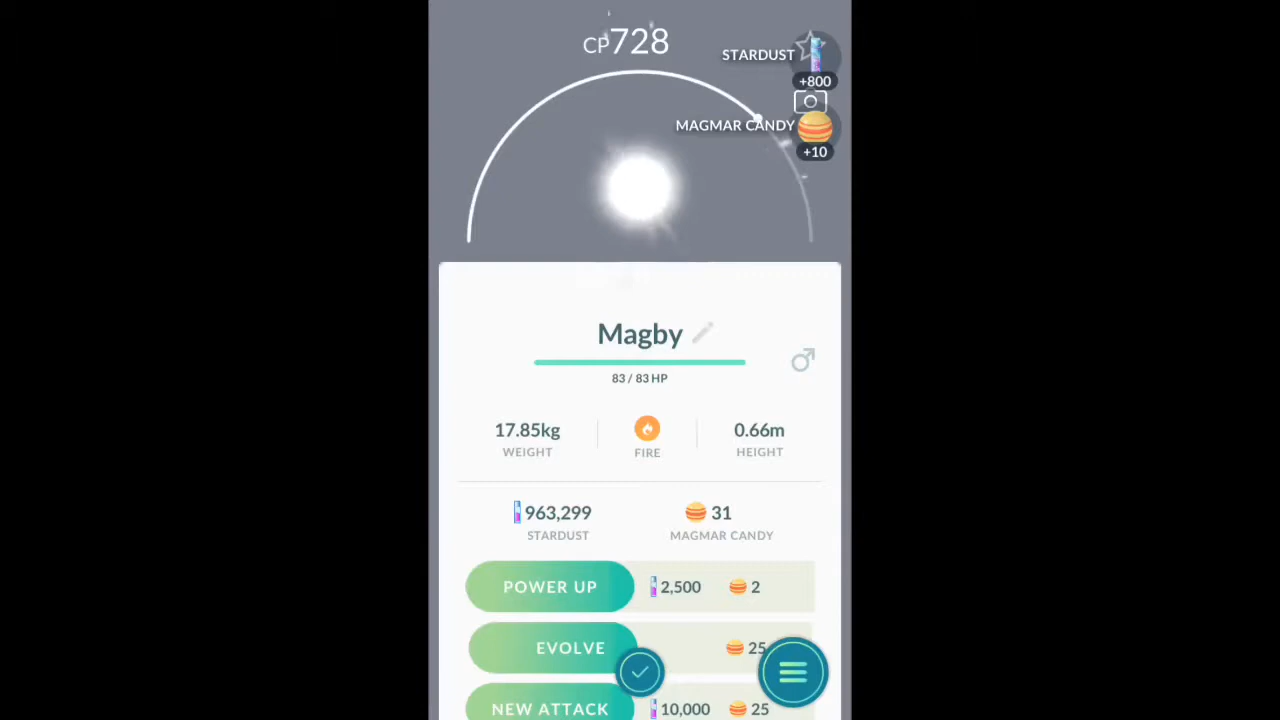 CP728
STARDUST
+800
MAGMAR CANDY
+10
Magby
83 / 83 HP
17.85kg
WEIGHT
FIRE
0.66m
HEIGHT
963,299
STARDUST
31
MAGMAR CANDY
POWER UP 2,500 2
EVOLVE 25
NEW ATTACK 10,000 25